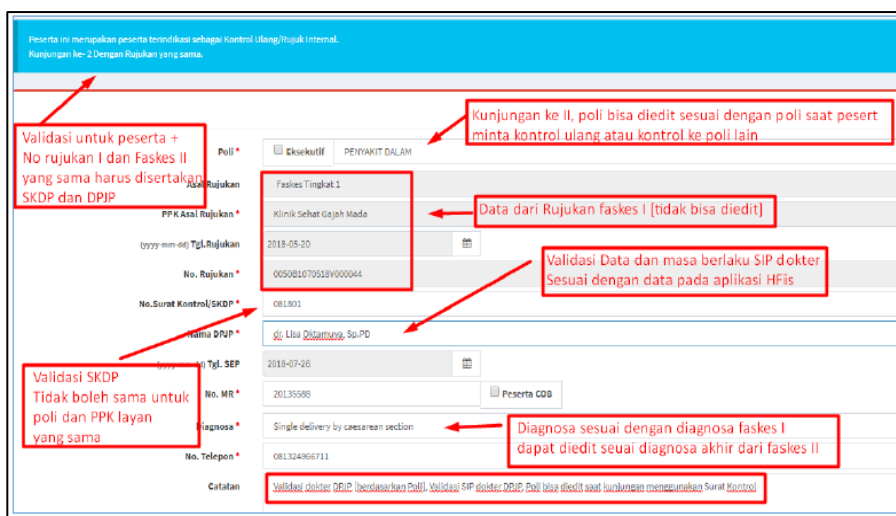 Peserta ini merupakan peserta terindikasi sebagai Kontrol Ulang/Rujuk Internal.
Kunjungan ke- 2 Dengan Rujukan yang sama.
Kunjungan ke II, poli bisa diedit sesuai dengan poli saat pesert
minta kontrol ulang atau kontrol ke poli lain
Validasi untuk peserta +
No rujukan I dan Faskes II
yang sama harus disertakan
SKDP dan DPJP
Poli * Eksekutif PENYAKIT DALAM
Asal Rujukan Faskes Tingkat 1
PPK Asal Rujukan * Klinik Sehat Gajah Mada
Data dari Rujukan faskes I [tidak bisa diedit]
(yyyy-mm-dd) Tgl.Rujukan 2018-05-20
Validasi Data dan masa berlaku SIP dokter
Sesuai dengan data pada aplikasi HFis
No. Rujukan * 0050B1070518Y000044
No.Surat Kontrol/SKDP * 081801
Nama DPJP * dr. Lisa Oktamuya, Sp.PD
(yyyy-mm-dd) Tgl. SEP 2018-07-26
Validasi SKDP
Tidak boleh sama untuk
poli dan PPK layan
yang sama
No. MR * 20135588 Peserta COB
Diagnosa * Single delivery by caesarean section
Diagnosa sesuai dengan diagnosa faskes I
dapat diedit seuai diagnosa akhir dari faskes II
No. Telepon * 081324966711
Catatan Validasi dokter DPJP [berdasarkan Poli], Validasi SIP dokter DPJP, Poli bisa diedit saat kunjungan menggunakan Surat Kontrol